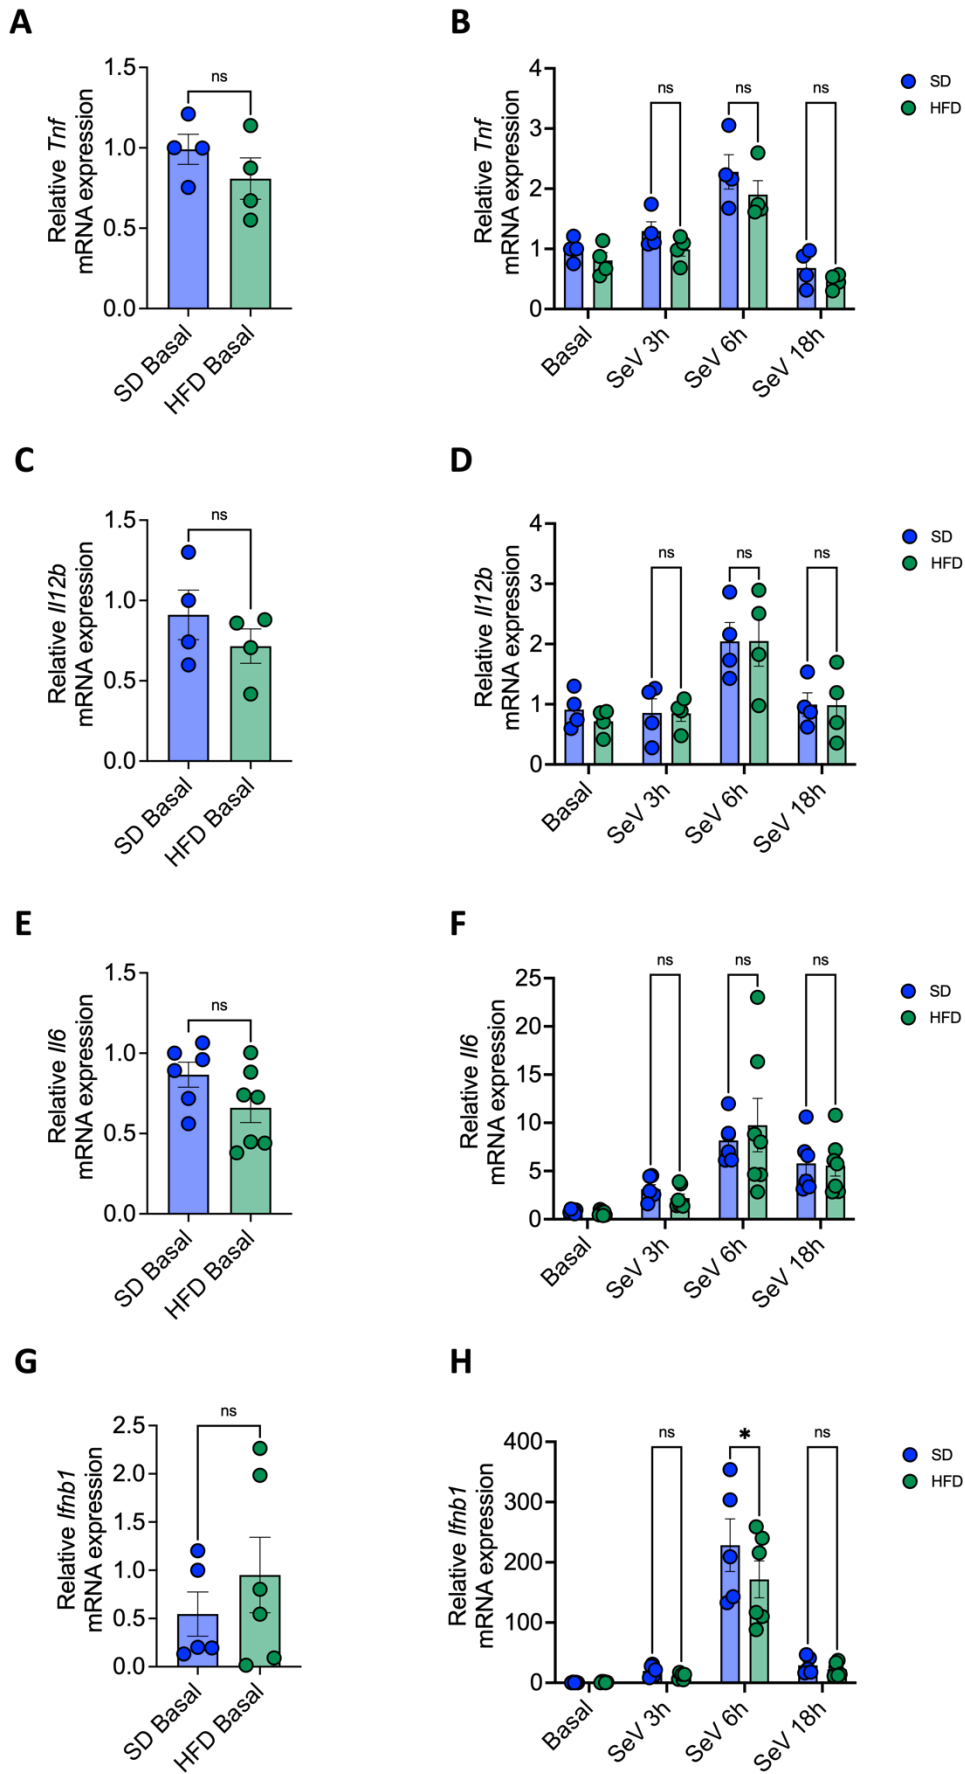 A
Relative Tnf
mRNA expression
1.5
1.0
0.5
0.0
ns
SD Basal
HFD Basal
B
Relative Tnf
mRNA expression
4
3
2
1
0
ns
ns
ns
Basal
SeV 3h
SeV 6h
SeV 18h
SD
HFD
C
Relative Il12b
mRNA expression
1.5
1.0
0.5
0.0
ns
SD Basal
HFD Basal
D
Relative Il12b
mRNA expression
4
3
2
1
0
ns
ns
ns
Basal
SeV 3h
SeV 6h
SeV 18h
SD
HFD
E
Relative Il6
mRNA expression
1.5
1.0
0.5
0.0
ns
SD Basal
HFD Basal
F
Relative Il6
mRNA expression
25
20
15
10
5
0
ns
ns
ns
Basal
SeV 3h
SeV 6h
SeV 18h
SD
HFD
G
Relative Ifnb1
mRNA expression
2.5
2.0
1.5
1.0
0.5
0.0
ns
SD Basal
HFD Basal
H
Relative Ifnb1
mRNA expression
400
300
200
100
0
ns
*
ns
Basal
SeV 3h
SeV 6h
SeV 18h
SD
HFD